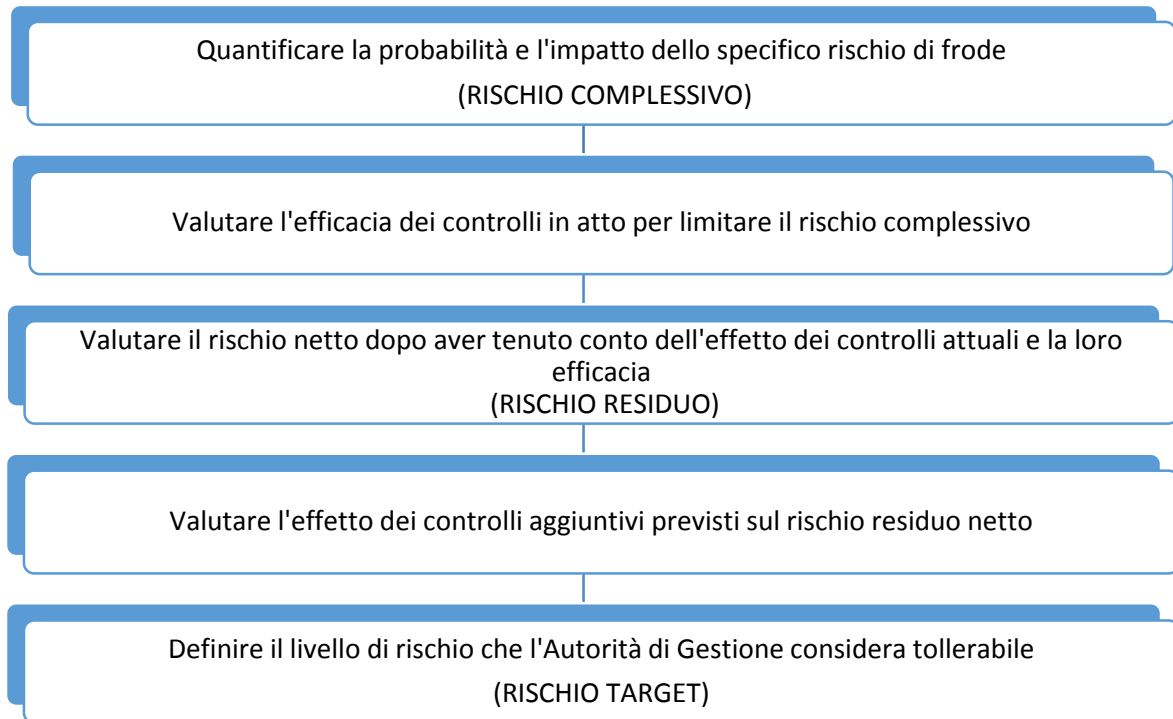 Quantificare la probabilità e l'impatto dello specifico rischio di frode
(RISCHIO COMPLESSIVO)
Valutare l'efficacia dei controlli in atto per limitare il rischio complessivo
Valutare il rischio netto dopo aver tenuto conto dell'effetto dei controlli attuali e la loro
efficacia
(RISCHIO RESIDUO)
Valutare l'effetto dei controlli aggiuntivi previsti sul rischio residuo netto
Definire il livello di rischio che l'Autorità di Gestione considera tollerabile
(RISCHIO TARGET)